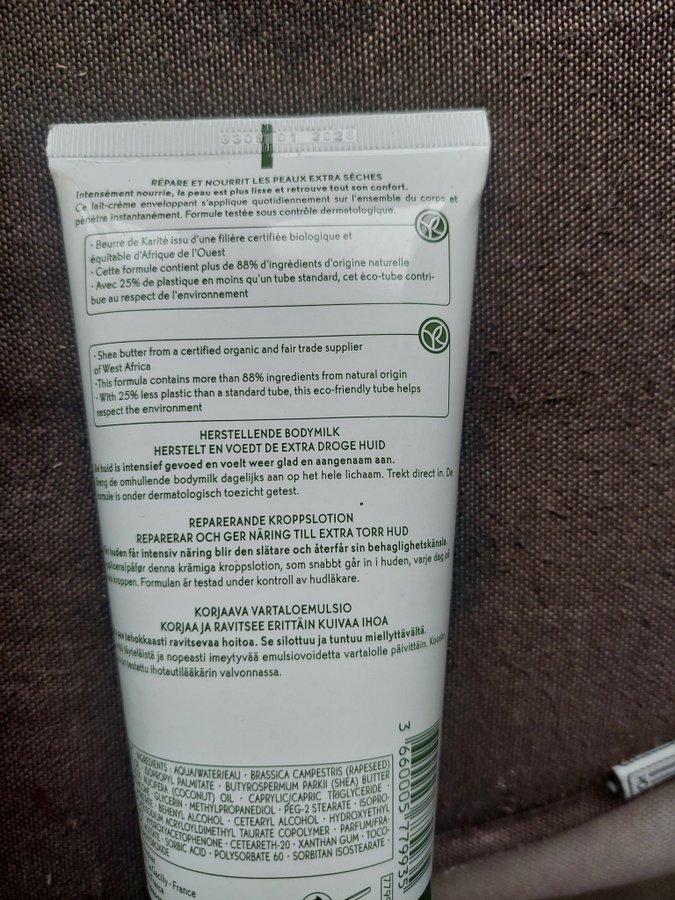 01 2026
RÉPARE ET NOURRIT LES PEAUX EXTRA SÈCHES
Intensément nourrie, la peau est plus lisse et retrouve tout son confort.
Ce lait-crème enveloppant s'applique quotidiennement sur l'ensemble du corps et
pénètre instantanément. Formule testée sous contrôle dermatologique.
• Beurre de Karité issu d'une filière certifiée biologique et
équitable d'Afrique de l'Ouest
• Cette formule contient plus de 88% d'ingrédients d'origine naturelle
• Avec 25% de plastique en moins qu'un tube standard, cet éco-tube contri-
bue au respect de l'environnement
• Shea butter from a certified organic and fair trade supplier
of West Africa
• This formula contains more than 88% ingredients from natural origin
• With 25% less plastic than a standard tube, this eco-friendly tube helps
respect the environment
HERSTELLENDE BODYMILK
HERSTELT EN VOEDT DE EXTRA DROGE HUID
De huid is intensief gevoed en voelt weer glad en aangenaam aan.
de omhullende bodymilk dagelijks aan op het hele lichaam. Trekt direct in. De
is onder dermatologisch toezicht getest.
REPARERANDE KROPPSLOTION
REPARERAR OCH GER NÄRING TILL EXTRA TORR HUD
huden får intensiv näring blir den slätare och återfår sin behaglighetskänsla.
denna krämiga kroppslotion, som snabbt går in i huden, varje dag på
kroppen. Formulan är testad under kontroll av hudläkare.
KORJAAVA VARTALOEMULSIO
KORJAA JA RAVITSEE ERITTÄIN KUIVAA IHOA
tehokkaasti ravitsevaa hoitoa. Se silottuu ja tuntuu miellyttävältä.
ja nopeasti imeytyvää emulsiovoidetta vartalolle päivittäin.
testattu ihotautilääkärin valvonnassa.
INGREDIENTS : AQUA/WATER/EAU • BRASSICA CAMPESTRIS (RAPESEED)
ISOPROPYL PALMITATE • BUTYROSPERMUM PARKII (SHEA) BUTTER
NUCIFERA (COCONUT) OIL • CAPRYLIC/CAPRIC TRIGLYCERIDE •
GLYCERIN • METHYLPROPANEDIOL • PEG-2 STEARATE • ISOPRO-
BEHENYL ALCOHOL • CETEARYL ALCOHOL • HYDROXYETHYL
ACRYLOYLDIMETHYL TAURATE COPOLYMER • PARFUM/FRA-
HYDROXYACETOPHENONE • CETEARETH-20 • XANTHAN GUM • TOCO-
SORBIC ACID • POLYSORBATE 60 • SORBITAN ISOSTEARATE •
Gacilly - France
3 660005 779935